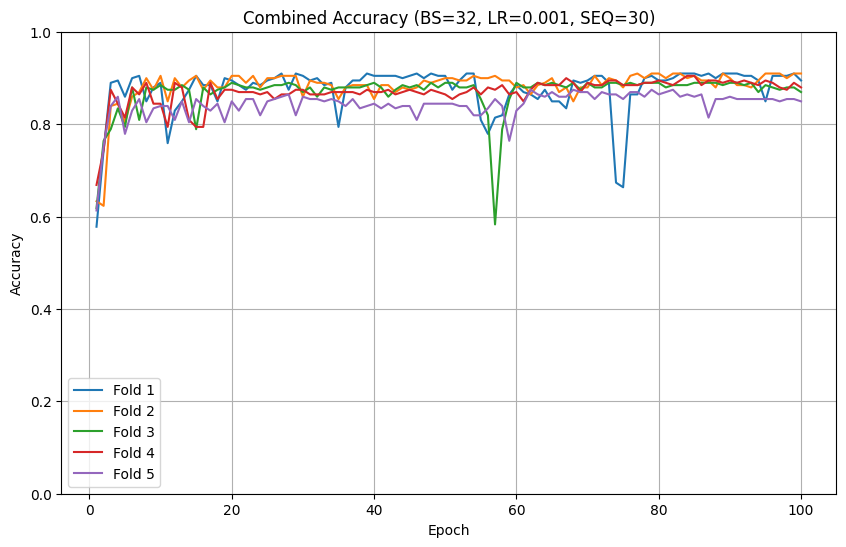 Combined Accuracy (BS=32, LR=0.001, SEQ=30)
1.0
0.8
0.6
0.4
0.2
0.0
Accuracy
Fold 1
Fold 2
Fold 3
Fold 4
Fold 5
0 20 40 60 80 100
Epoch